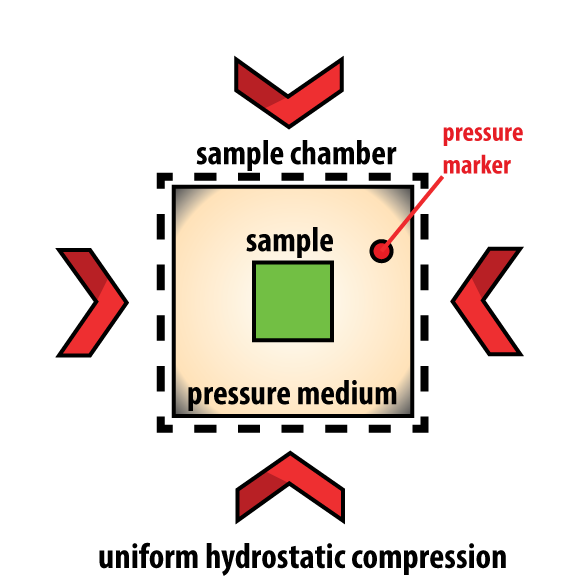 pressure
marker
sample chamber
sample
pressure medium
uniform hydrostatic compression